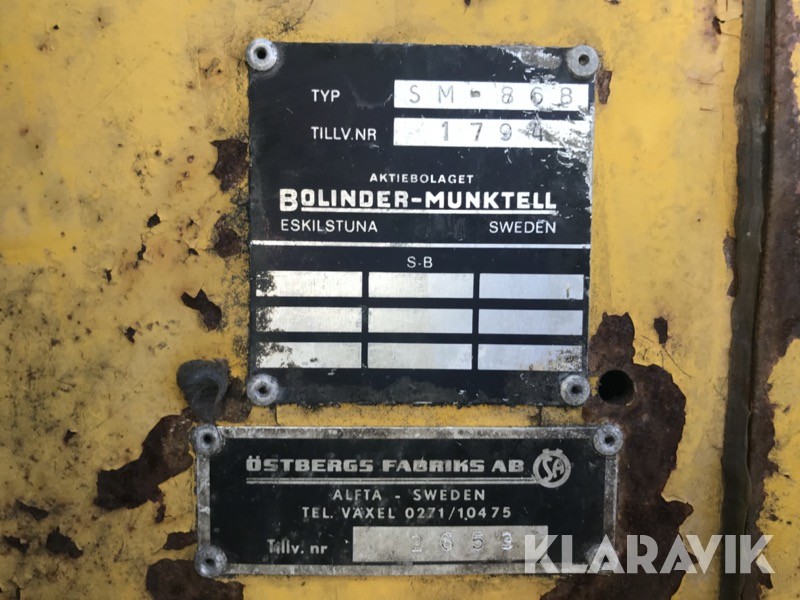 TYP SM-868
TILLV.NR 1794
AKTIEBOLAGET
BOLINDER-MUNKTELL
ESKILSTUNA SWEDEN
S-B
ÖSTBERGS FABRIKS AB
ALFTA - SWEDEN
TEL. VÄXEL 0271/10475
Tillv. nr
KLARAVIK